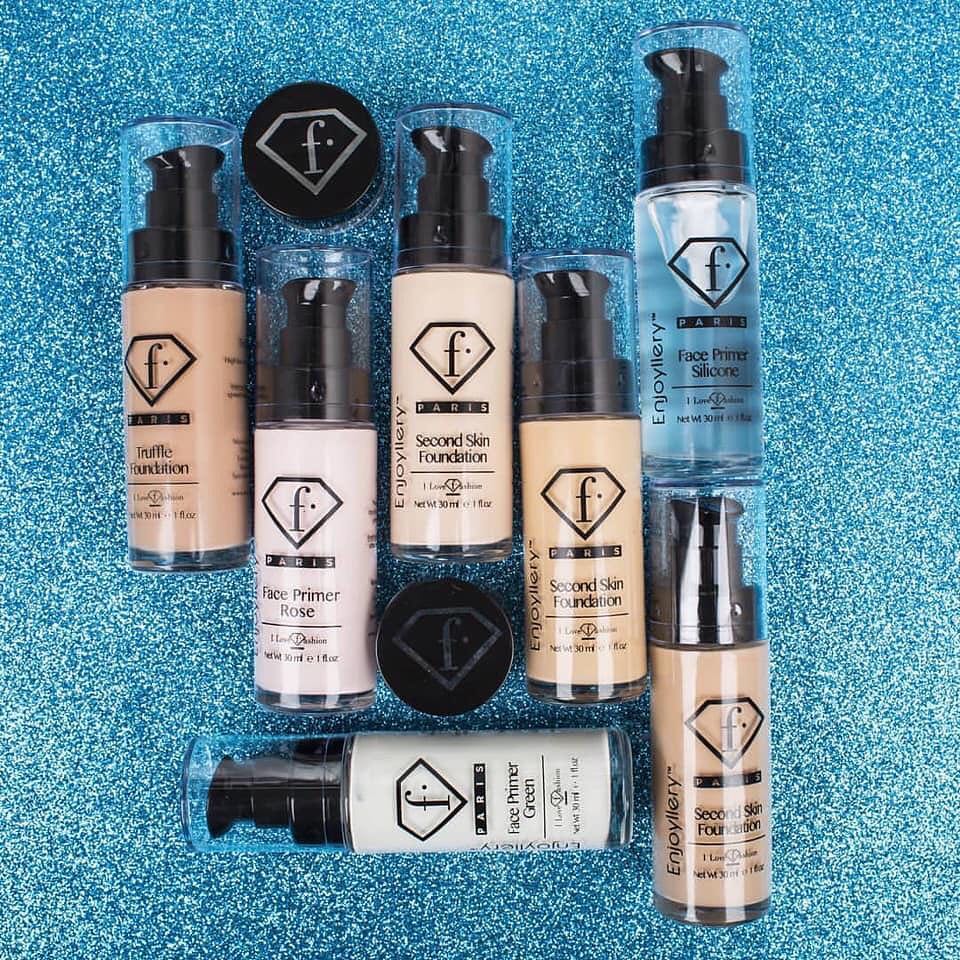 f.
f.
PARIS
Truffle
Foundation
I Love Fashion
Net Wt 30 ml e 1 fl.oz
f.
PARIS
Face Primer
Rose
I Love Fashion
Net Wt 30 ml e 1 fl.oz
f.
PARIS
Second Skin
Foundation
I Love Fashion
Net Wt 30 ml e 1 fl.oz
Enjoyllery™
f.
PARIS
Second Skin
Foundation
I Love Fashion
Net Wt 30 ml e 1 fl.oz
Enjoyllery™
f.
PARIS
Face Primer
Silicone
I Love Fashion
Net Wt 30 ml e 1 fl.oz
Enjoyllery™
f.
f.
PARIS
Face Primer
Green
I Love Fashion
Net Wt 30 ml e 1 fl.oz
Enjoyllery™
f.
PARIS
Second Skin
Foundation
I Love Fashion
Net Wt 30 ml e 1 fl.oz
Enjoyllery™